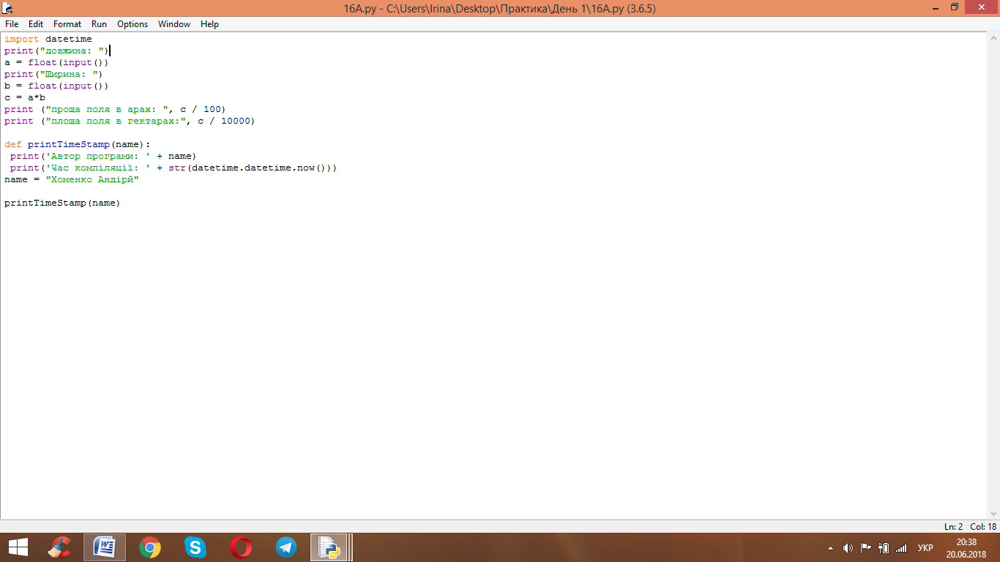 16A.py - C:\Users\Irina\Desktop\Практика\День 1\16A.py (3.6.5)
File Edit Format Run Options Window Help
import datetime
print("довжина: ")
a = float(input())
print("Ширина: ")
b = float(input())
c = a*b
print ("проща поля в арах: ", c / 100)
print ("площа поля в гектарах:", c / 10000)
def printTimeStamp(name):
print('Автор програми: ' + name)
print('Час компіляції: ' + str(datetime.datetime.now()))
name = "Хоменко Андірй"
printTimeStamp(name)
Ln: 2 Col: 18
УКР
20:38
20.06.2018